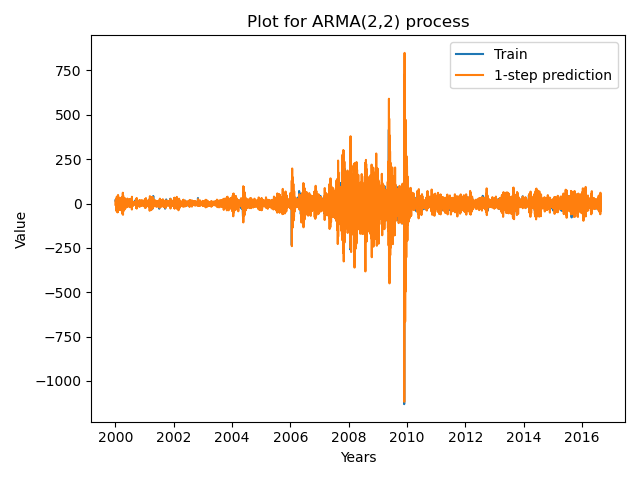 Plot for ARMA(2,2) process
Train
1-step prediction
750
500
250
0
−250
−500
−750
−1000
Value
2000 2002 2004 2006 2008 2010 2012 2014 2016
Years